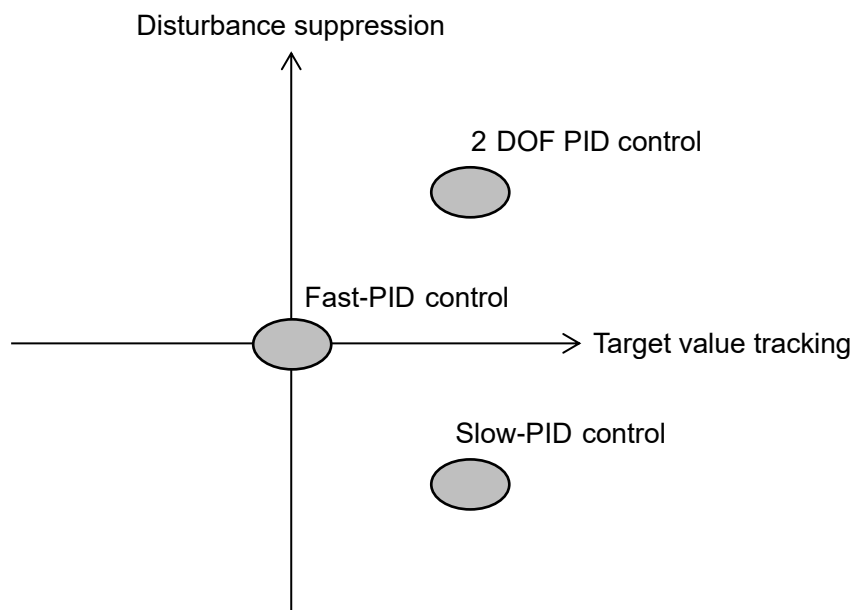 Disturbance suppression
2 DOF PID control
Fast-PID control
Target value tracking
Slow-PID control